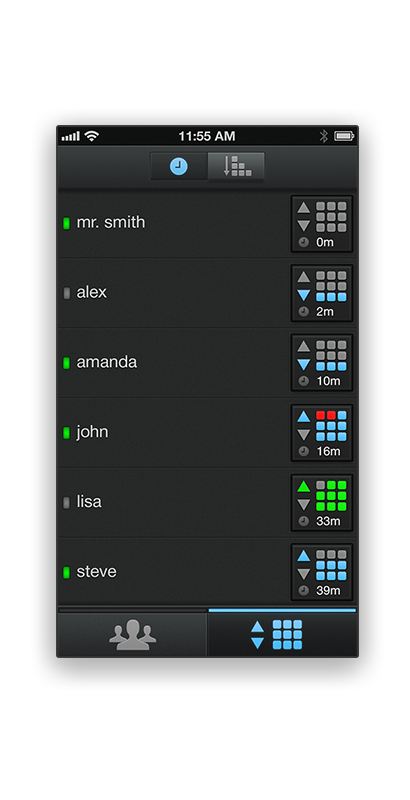 11:55 AM
mr. smith
0m
alex
2m
amanda
10m
john
16m
lisa
33m
steve
39m